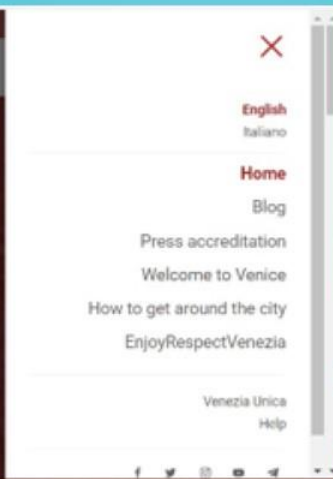 English
Italiano
Home
Blog
Press accreditation
Welcome to Venice
How to get around the city
EnjoyRespectVenezia
Venezia Unica
Help